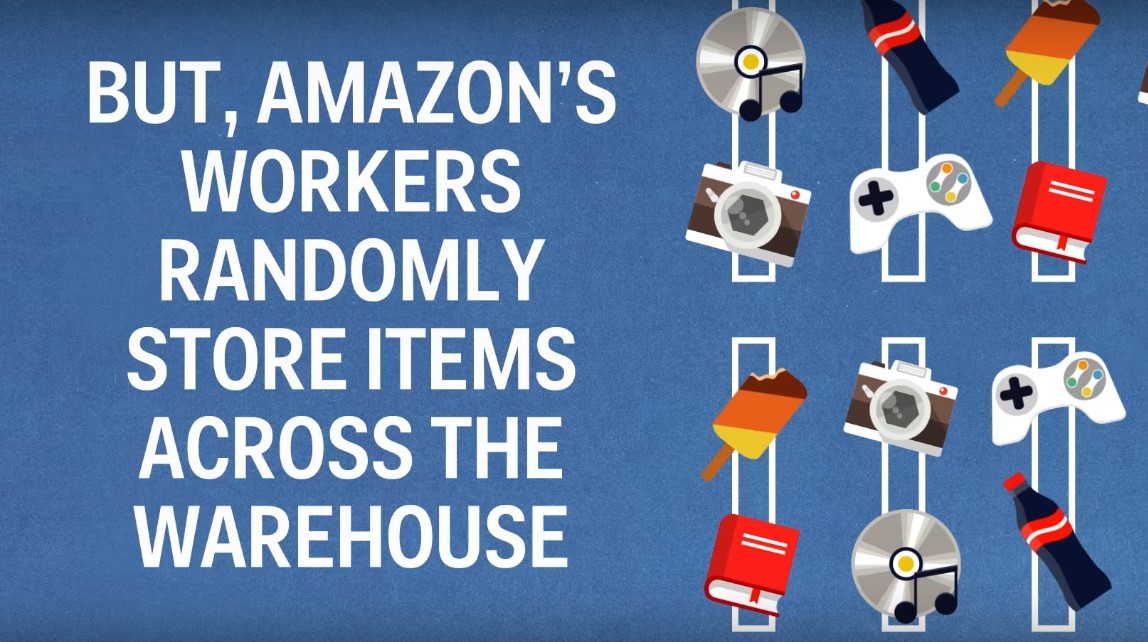 BUT, AMAZON'S
WORKERS
RANDOMLY
STORE ITEMS
ACROSS THE
WAREHOUSE